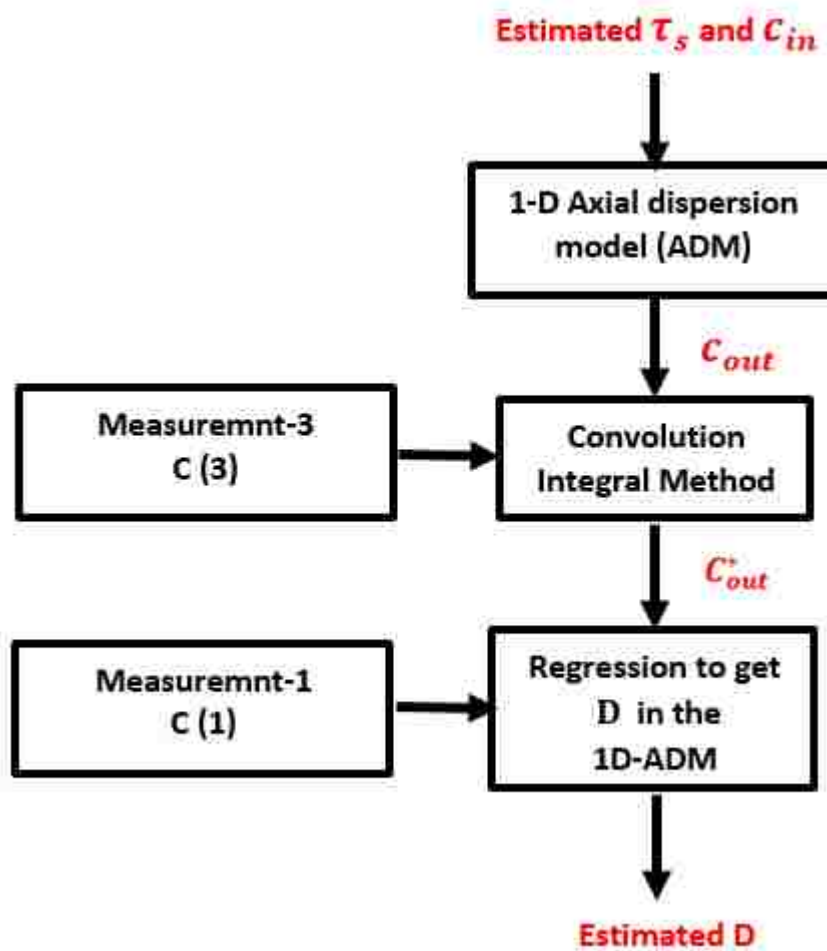 Estimated τ_s and C_in
1-D Axial dispersion
model (ADM)
C_out
Measuremnt-3
C (3)
Convolution
Integral Method
C*_out
Measuremnt-1
C (1)
Regression to get
D in the
1D-ADM
Estimated D